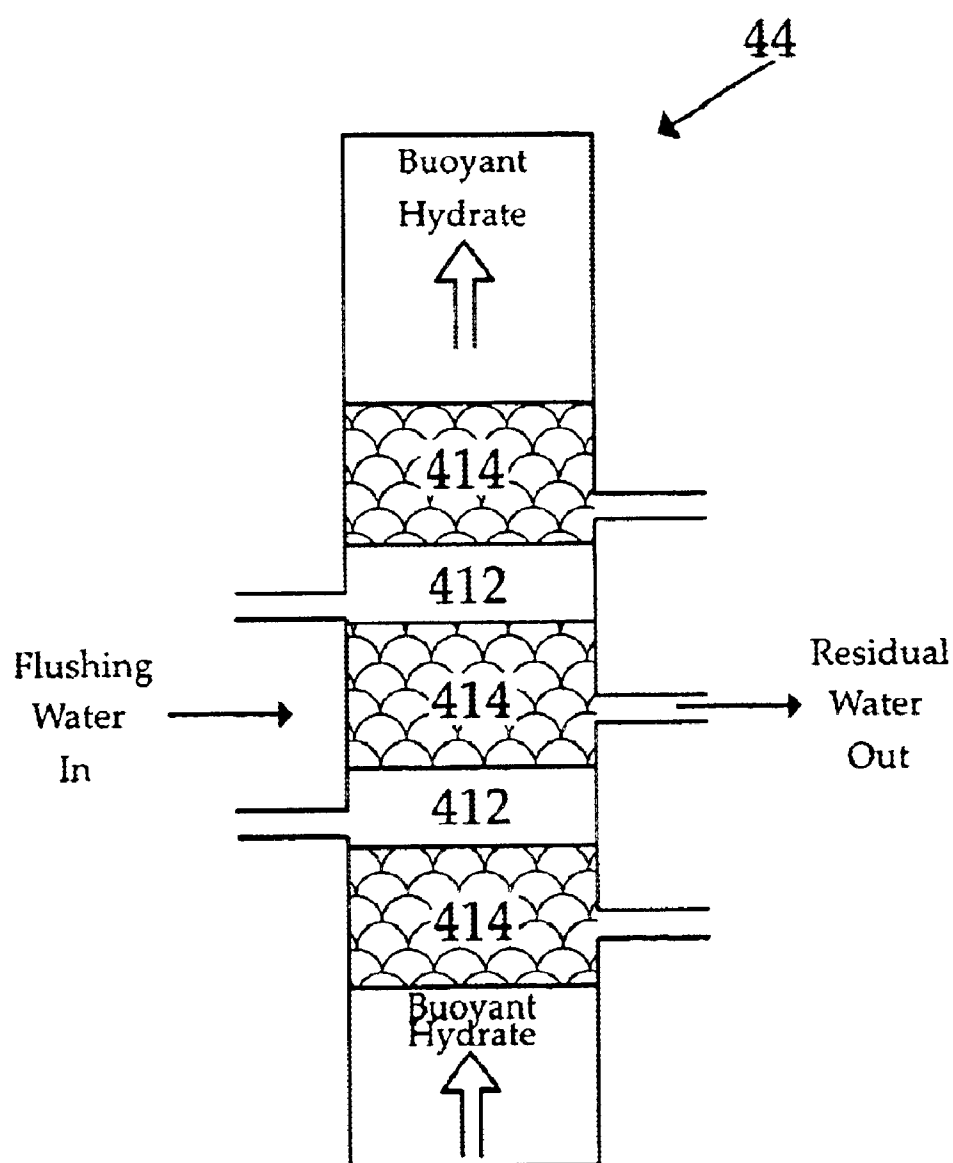 44
Buoyant
Hydrate
414
412
Flushing
Water
In
414
Residual
Water
Out
412
414
Buoyant
Hydrate